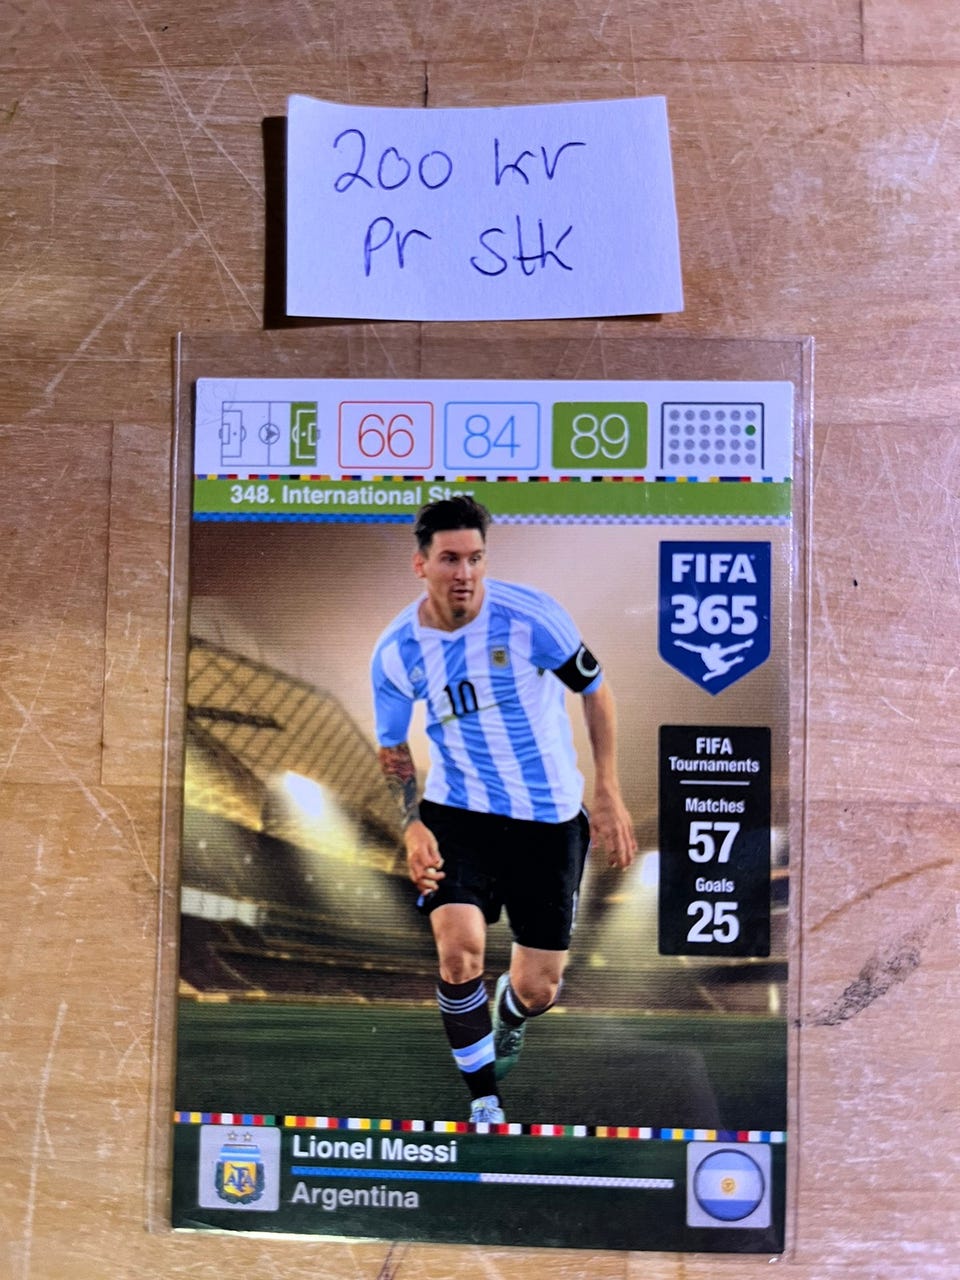 200 kr
Pr stk
66 84 89
348. International Star
FIFA
365
10
FIFA
Tournaments
Matches
57
Goals
25
AFA
Lionel Messi
Argentina